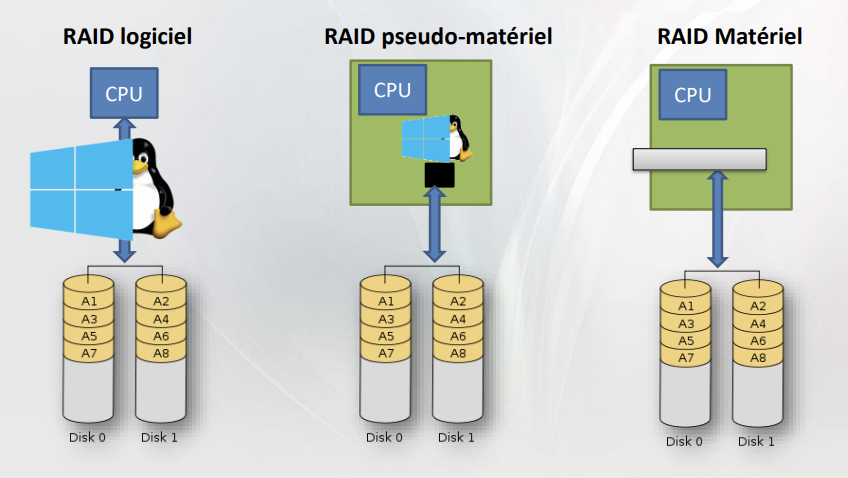 RAID logiciel
CPU
A1
A3
A5
A7
A2
A4
A6
A8
Disk 0
Disk 1
RAID pseudo-matériel
CPU
A1
A3
A5
A7
A2
A4
A6
A8
Disk 0
Disk 1
RAID Matériel
CPU
A1
A3
A5
A7
A2
A4
A6
A8
Disk 0
Disk 1